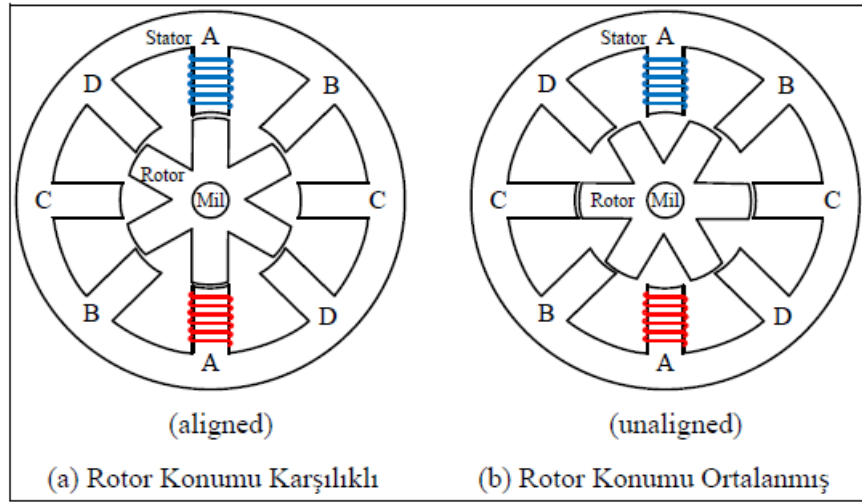 Stator A
D B
Rotor
C Mil C
B D
A
(aligned)
(a) Rotor Konumu Karşılıklı
Stator A
D B
C Rotor Mil C
B D
A
(unaligned)
(b) Rotor Konumu Ortalanmış